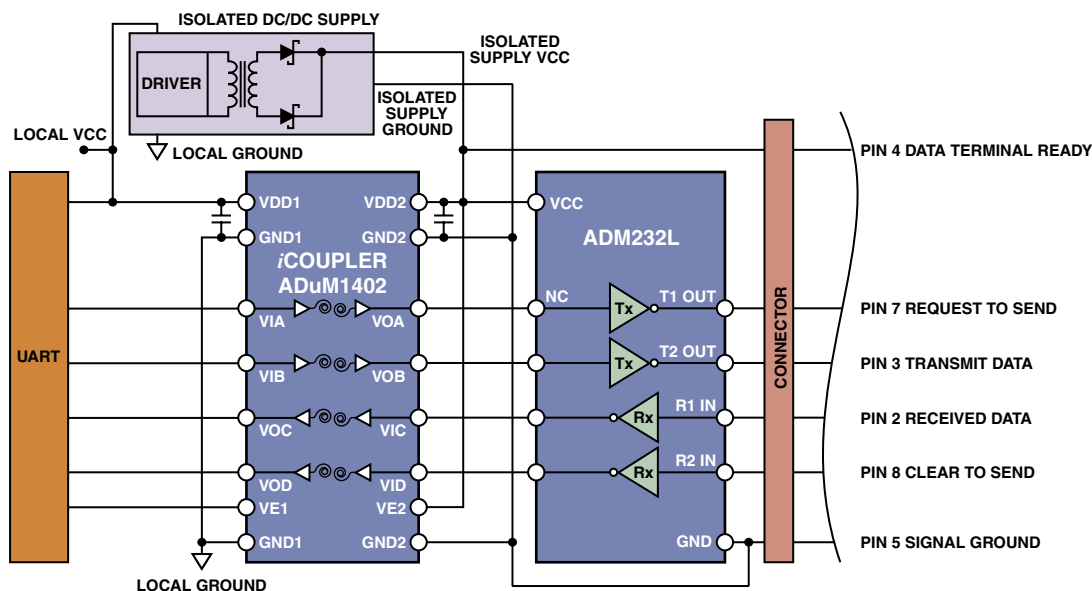 ISOLATED DC/DC SUPPLY
DRIVER
ISOLATED
SUPPLY VCC
ISOLATED
SUPPLY
GROUND
LOCAL VCC
LOCAL GROUND
UART
VDD1
VDD2
GND1
GND2
iCOUPLER
ADuM1402
VIA
VOA
VIB
VOB
VOC
VIC
VOD
VID
VE1
VE2
GND1
GND2
LOCAL GROUND
VCC
ADM232L
NC
Tx
T1 OUT
Tx
T2 OUT
Rx
R1 IN
Rx
R2 IN
GND
CONNECTOR
PIN 4 DATA TERMINAL READY
PIN 7 REQUEST TO SEND
PIN 3 TRANSMIT DATA
PIN 2 RECEIVED DATA
PIN 8 CLEAR TO SEND
PIN 5 SIGNAL GROUND